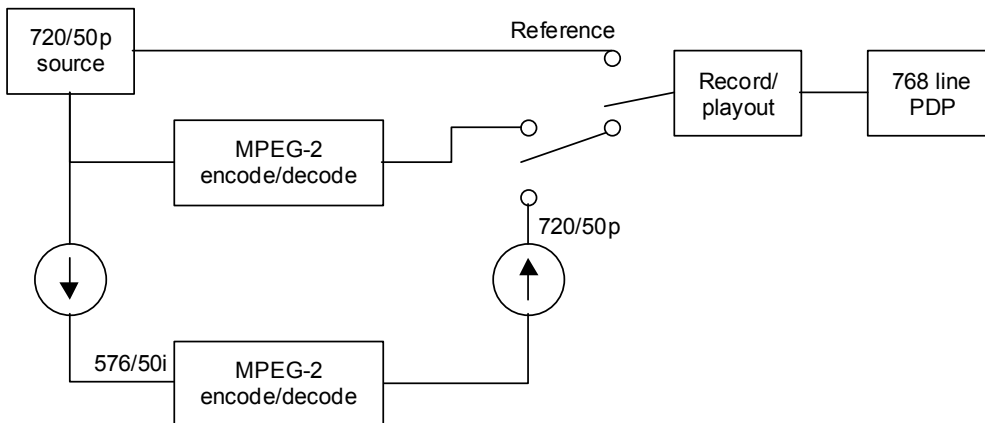 720/50p
source
Reference
Record/
playout
768 line
PDP
MPEG-2
encode/decode
720/50p
576/50i
MPEG-2
encode/decode